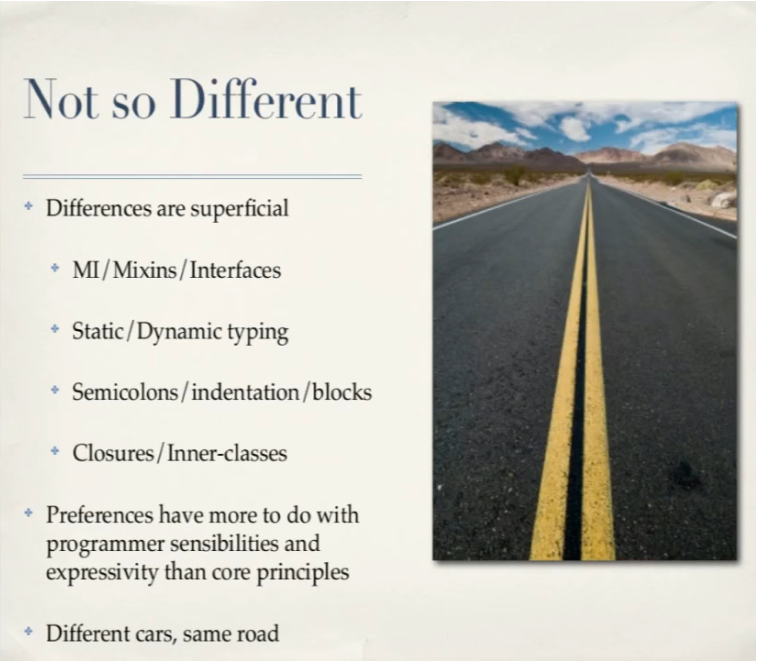 Not so Different
Differences are superficial
MI/Mixins/Interfaces
Static/Dynamic typing
Semicolons/indentation/blocks
Closures/Inner-classes
Preferences have more to do with
programmer sensibilities and
expressivity than core principles
Different cars, same road